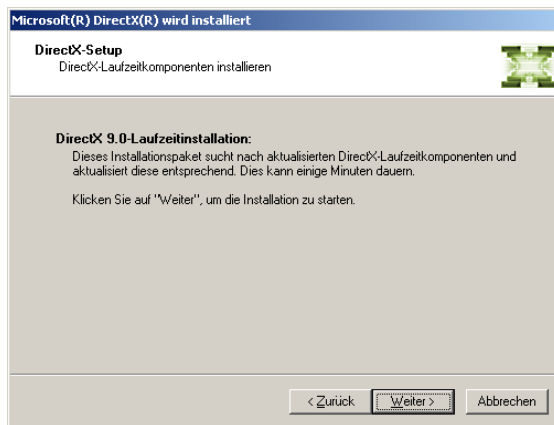 Microsoft(R) DirectX(R) wird installiert
DirectX-Setup
DirectX-Laufzeitkomponenten installieren
DirectX 9.0-Laufzeitinstallation:
Dieses Installationspaket sucht nach aktualisierten DirectX-Laufzeitkomponenten und
aktualisiert diese entsprechend. Dies kann einige Minuten dauern.
Klicken Sie auf "Weiter", um die Installation zu starten.
< Zurück Weiter > Abbrechen